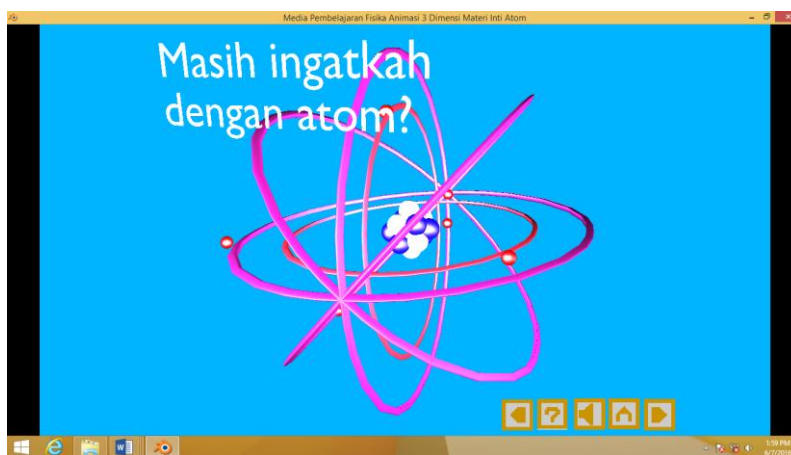 Media Pembelajaran Fisika Animasi 3 Dimensi Materi Inti Atom
Masih ingatkah
dengan atom?
?
1:59 PM